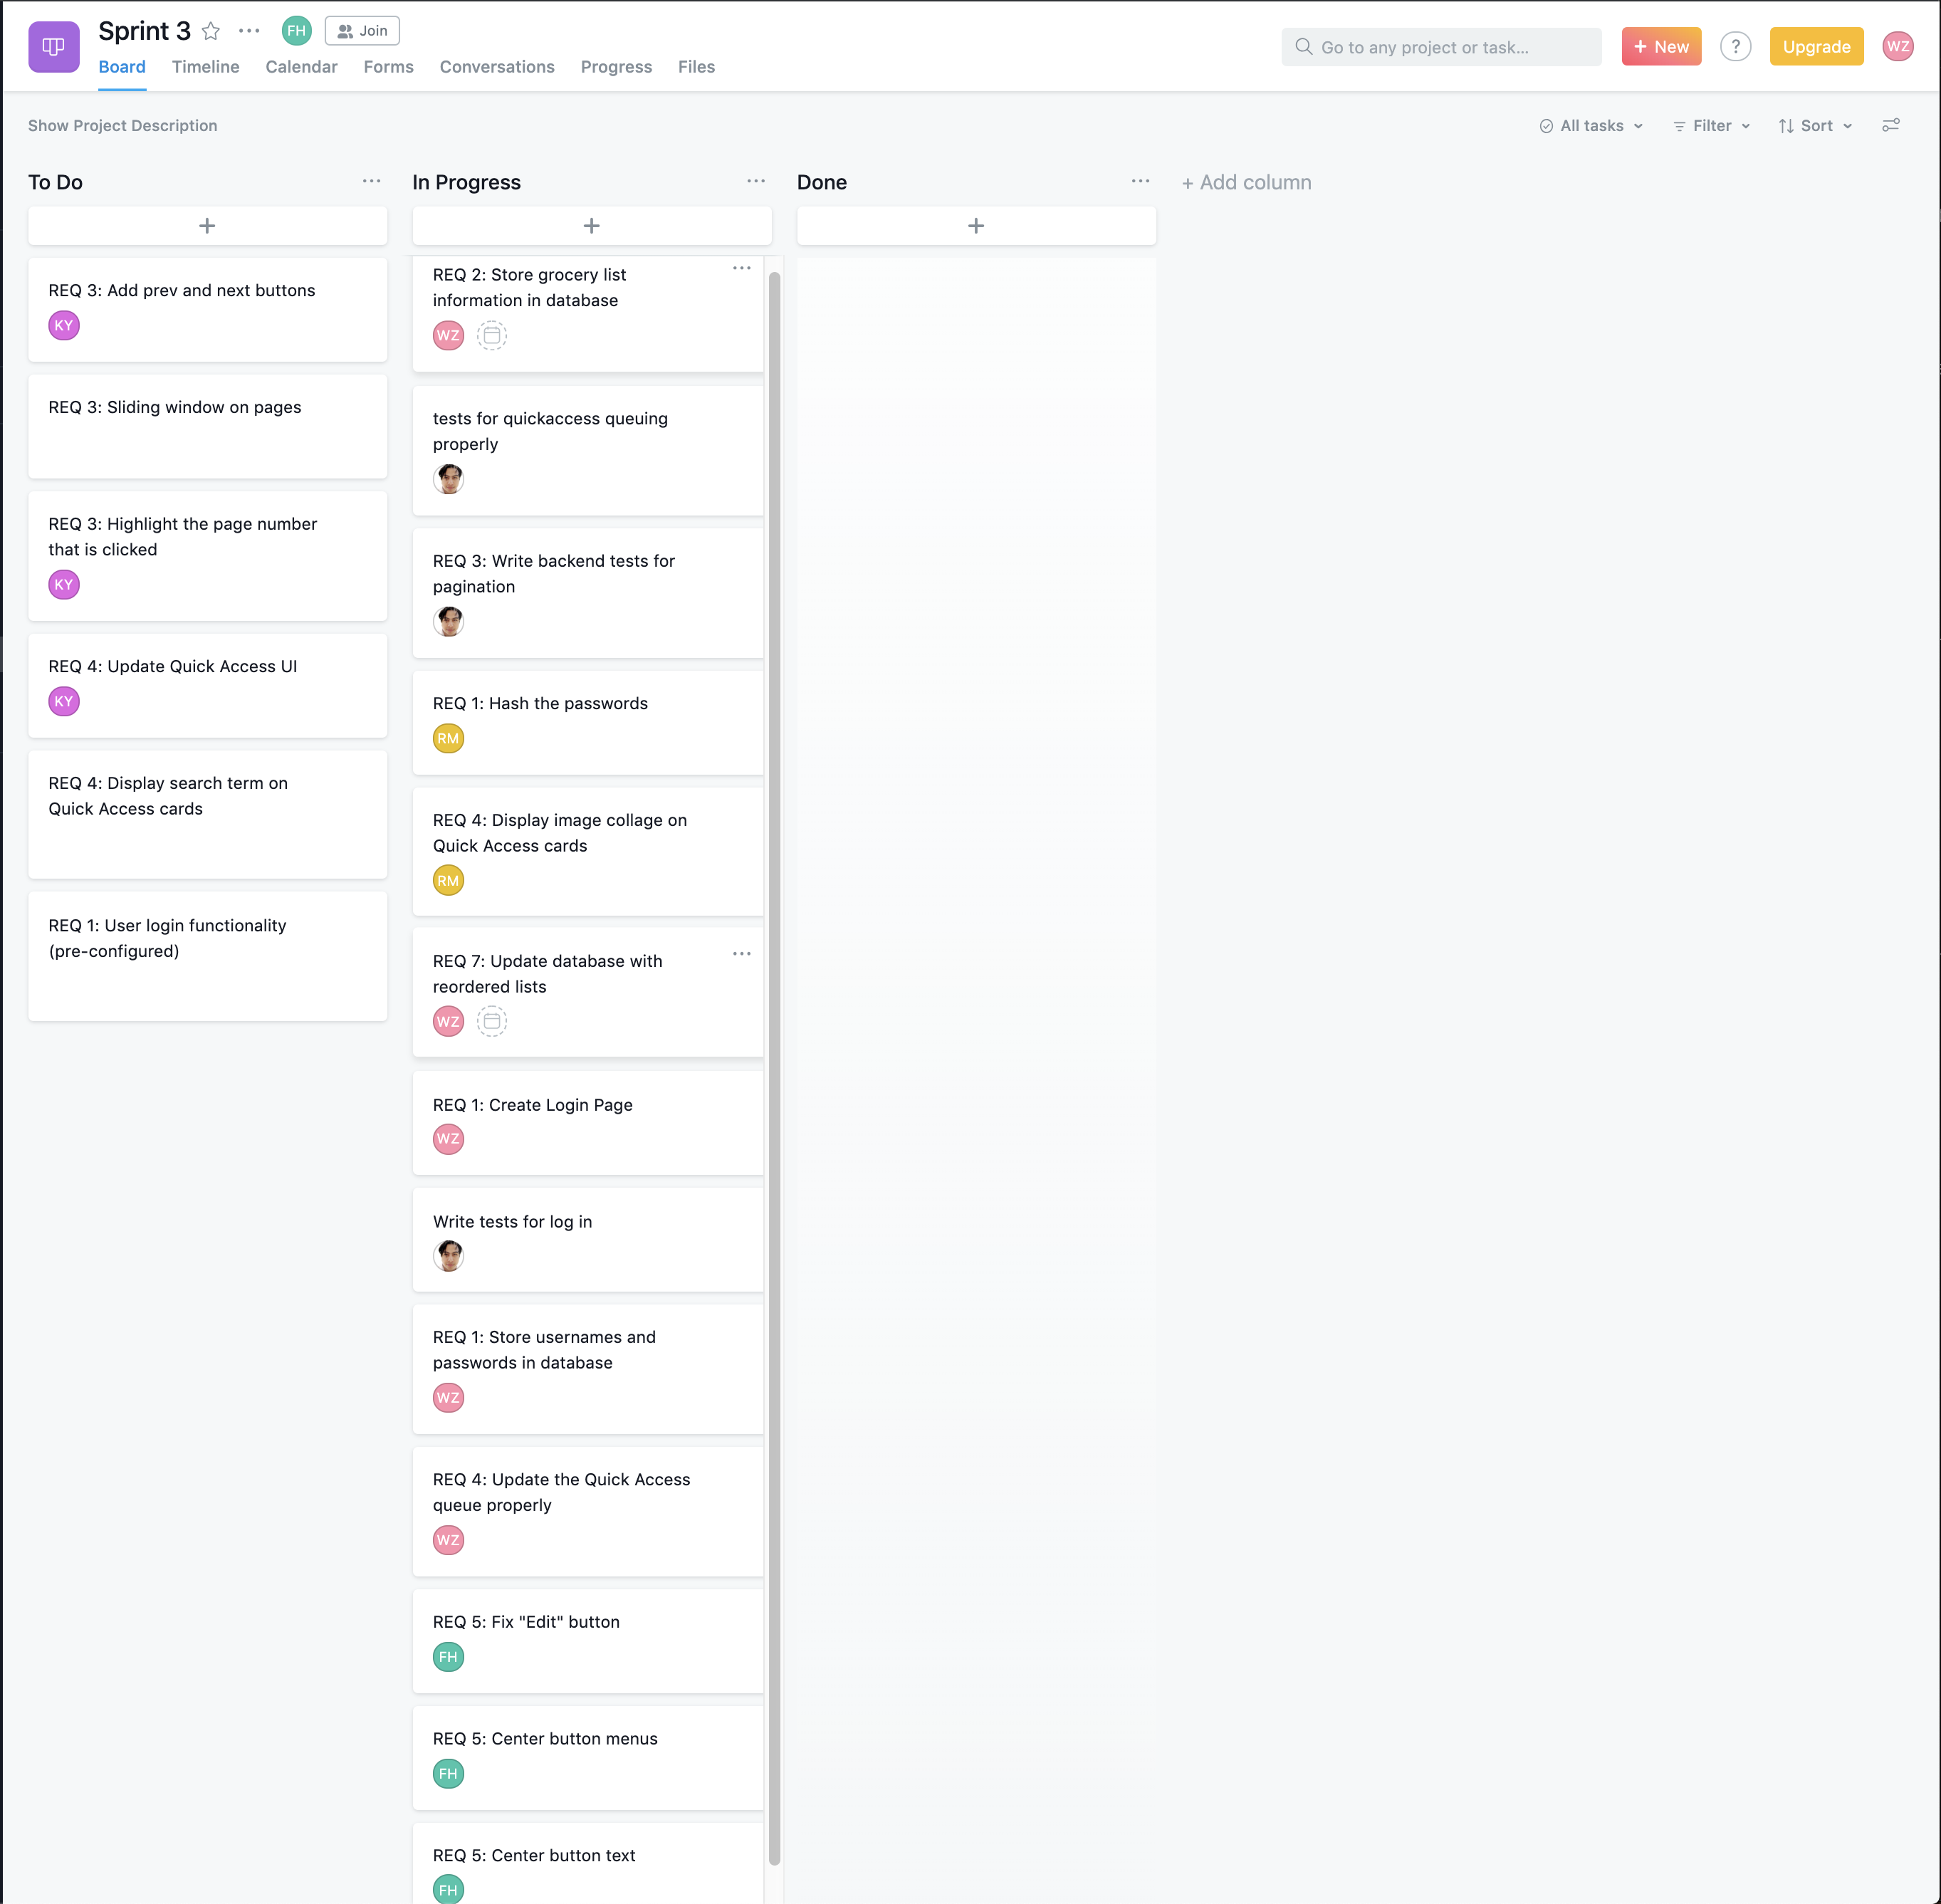 Sprint 3
FH
Join
Board
Timeline
Calendar
Forms
Conversations
Progress
Files
Go to any project or task...
+ New
?
Upgrade
WZ
Show Project Description
All tasks
Filter
Sort
To Do
+
REQ 3: Add prev and next buttons
KY
REQ 3: Sliding window on pages
REQ 3: Highlight the page number
that is clicked
KY
REQ 4: Update Quick Access UI
KY
REQ 4: Display search term on
Quick Access cards
REQ 1: User login functionality
(pre-configured)
In Progress
+
REQ 2: Store grocery list
information in database
WZ
tests for quickaccess queuing
properly
REQ 3: Write backend tests for
pagination
REQ 1: Hash the passwords
RM
REQ 4: Display image collage on
Quick Access cards
RM
REQ 7: Update database with
reordered lists
WZ
REQ 1: Create Login Page
WZ
Write tests for log in
REQ 1: Store usernames and
passwords in database
WZ
REQ 4: Update the Quick Access
queue properly
WZ
REQ 5: Fix "Edit" button
FH
REQ 5: Center button menus
FH
REQ 5: Center button text
FH
Done
+
+ Add column